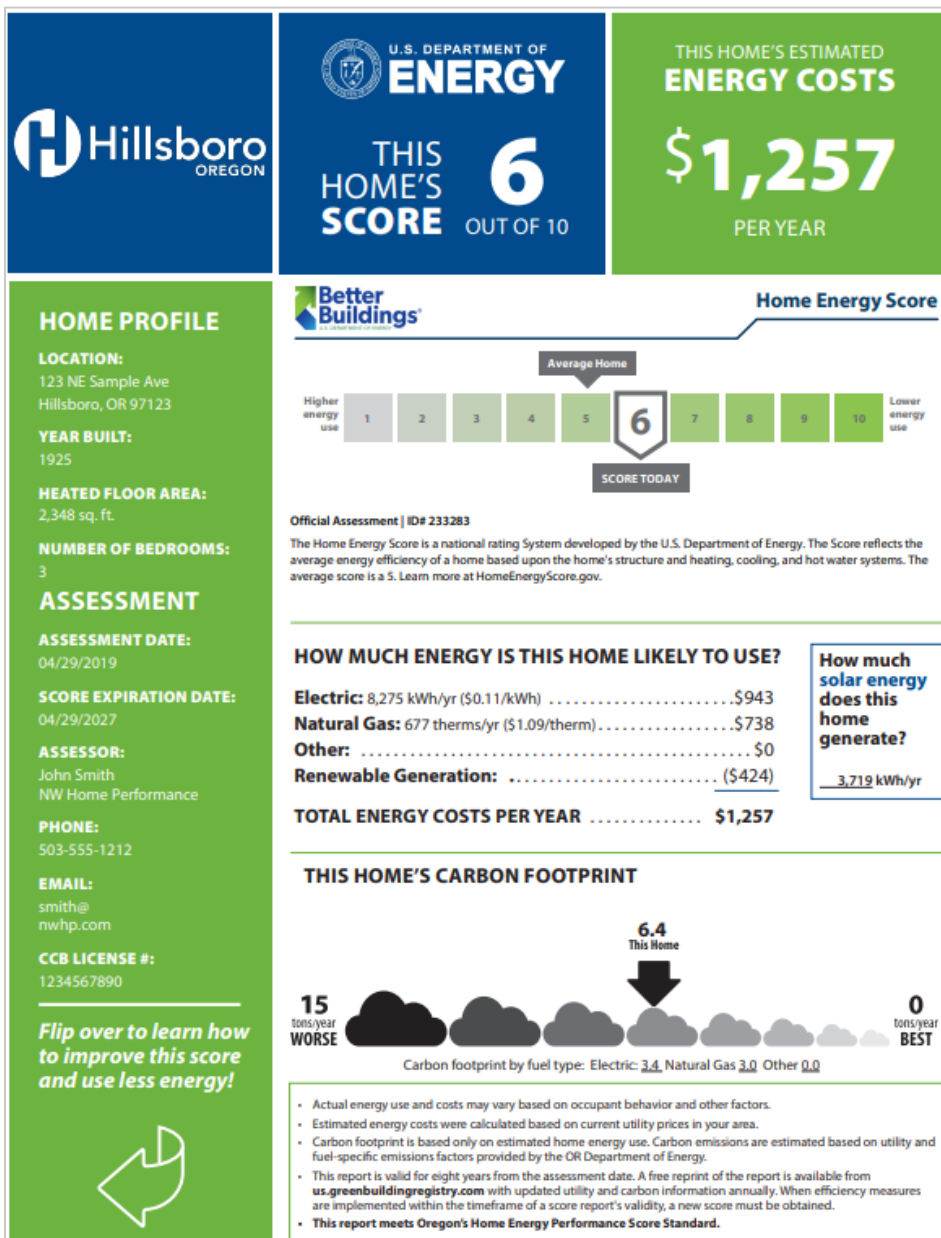 Hillsboro
OREGON
U.S. DEPARTMENT OF
ENERGY
THIS
HOME'S
SCORE
6
OUT OF 10
THIS HOME'S ESTIMATED
ENERGY COSTS
$1,257
PER YEAR
HOME PROFILE
LOCATION:
123 NE Sample Ave
Hillsboro, OR 97123
YEAR BUILT:
1925
HEATED FLOOR AREA:
2,348 sq. ft.
NUMBER OF BEDROOMS:
3
ASSESSMENT
ASSESSMENT DATE:
04/29/2019
SCORE EXPIRATION DATE:
04/29/2027
ASSESSOR:
John Smith
NW Home Performance
PHONE:
503-555-1212
EMAIL:
smith@
nwhp.com
CCB LICENSE #:
1234567890
Flip over to learn how
to improve this score
and use less energy!
Better
Buildings®
U.S. DEPARTMENT OF ENERGY
Home Energy Score
Average Home
Higher
energy
use
1 2 3 4 5 6 7 8 9 10
Lower
energy
use
SCORE TODAY
Official Assessment | ID# 233283
The Home Energy Score is a national rating System developed by the U.S. Department of Energy. The Score reflects the
average energy efficiency of a home based upon the home's structure and heating, cooling, and hot water systems. The
average score is a 5. Learn more at HomeEnergyScore.gov.
HOW MUCH ENERGY IS THIS HOME LIKELY TO USE?
Electric: 8,275 kWh/yr ($0.11/kWh) ........................$943
Natural Gas: 677 therms/yr ($1.09/therm)..................$738
Other: ....................................................$0
Renewable Generation: ........................... ($424)
TOTAL ENERGY COSTS PER YEAR .............. $1,257
How much
solar energy
does this
home
generate?
3,719 kWh/yr
THIS HOME'S CARBON FOOTPRINT
6.4
This Home
15
tons/year
WORSE
0
tons/year
BEST
Carbon footprint by fuel type: Electric: 3.4 Natural Gas 3.0 Other 0.0
• Actual energy use and costs may vary based on occupant behavior and other factors.
• Estimated energy costs were calculated based on current utility prices in your area.
• Carbon footprint is based only on estimated home energy use. Carbon emissions are estimated based on utility and
fuel-specific emissions factors provided by the OR Department of Energy.
• This report is valid for eight years from the assessment date. A free reprint of the report is available from
us.greenbuildingregistry.com with updated utility and carbon information annually. When efficiency measures
are implemented within the timeframe of a score report's validity, a new score must be obtained.
• This report meets Oregon's Home Energy Performance Score Standard.